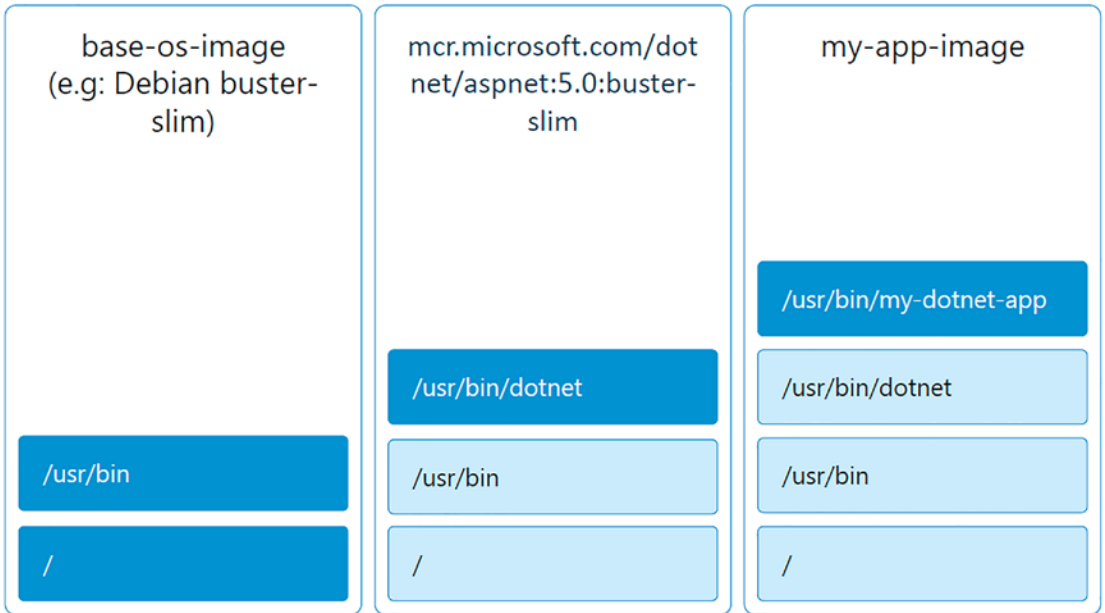 base-os-image
(e.g: Debian buster-
slim)
/usr/bin
/
mcr.microsoft.com/dot
net/aspnet:5.0:buster-
slim
/usr/bin/dotnet
/usr/bin
/
my-app-image
/usr/bin/my-dotnet-app
/usr/bin/dotnet
/usr/bin
/